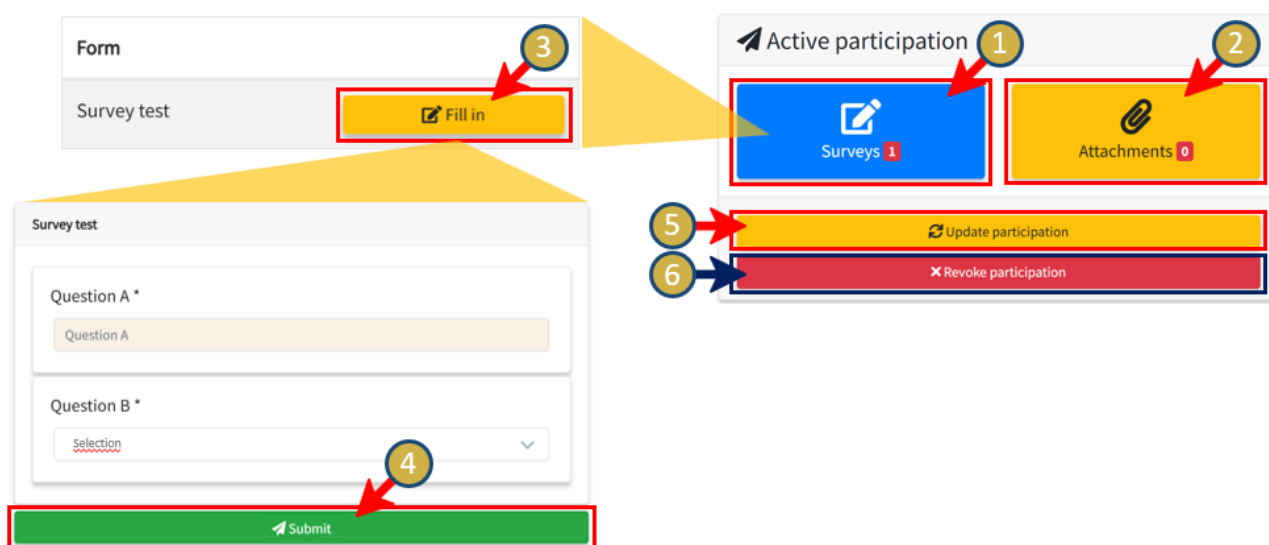 Form
3
Survey test
Fill in
Active participation
1
2
Surveys 1
Attachments 0
5
Update participation
6
Revoke participation
Survey test
Question A *
Question A
Question B *
Selection
4
Submit